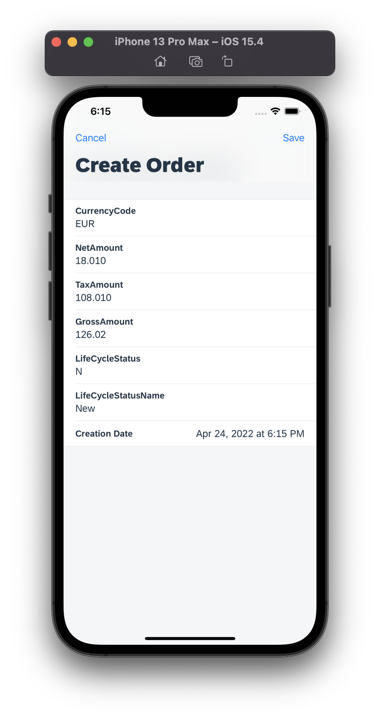 iPhone 13 Pro Max – iOS 15.4
6:15
Cancel
Save
Create Order
CurrencyCode
EUR
NetAmount
18.010
TaxAmount
108.010
GrossAmount
126.02
LifeCycleStatus
N
LifeCycleStatusName
New
Creation Date
Apr 24, 2022 at 6:15 PM